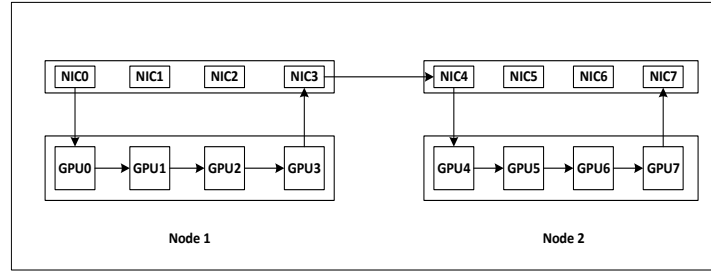 NIC0 NIC1 NIC2 NIC3 NIC4 NIC5 NIC6 NIC7
GPU0 GPU1 GPU2 GPU3 GPU4 GPU5 GPU6 GPU7
Node 1 Node 2